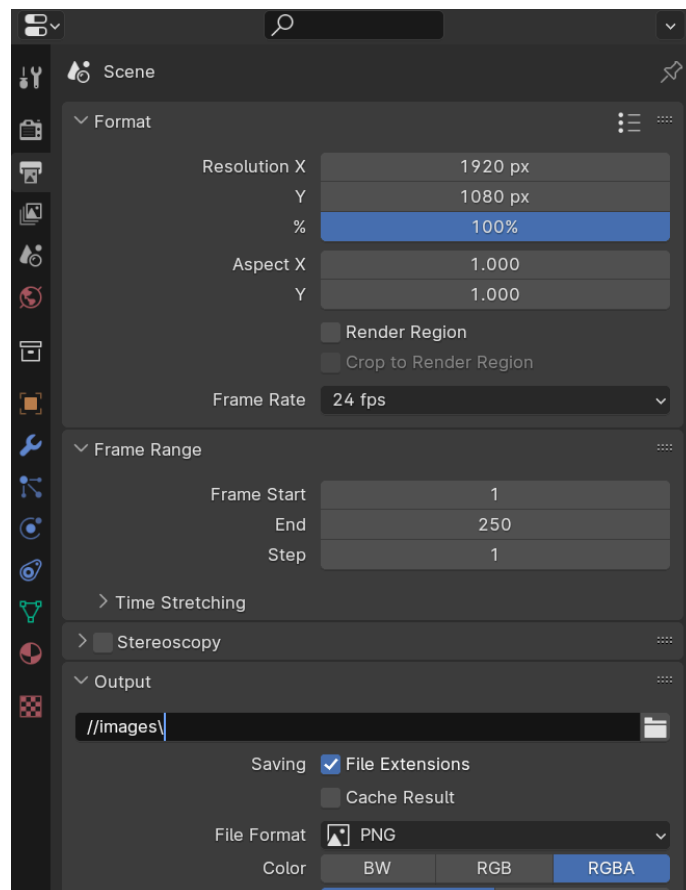 Scene
Format
Resolution X 1920 px
Y 1080 px
% 100%
Aspect X 1.000
Y 1.000
Render Region
Crop to Render Region
Frame Rate 24 fps
Frame Range
Frame Start 1
End 250
Step 1
Time Stretching
Stereoscopy
Output
//images\
Saving File Extensions
Cache Result
File Format PNG
Color BW RGB RGBA